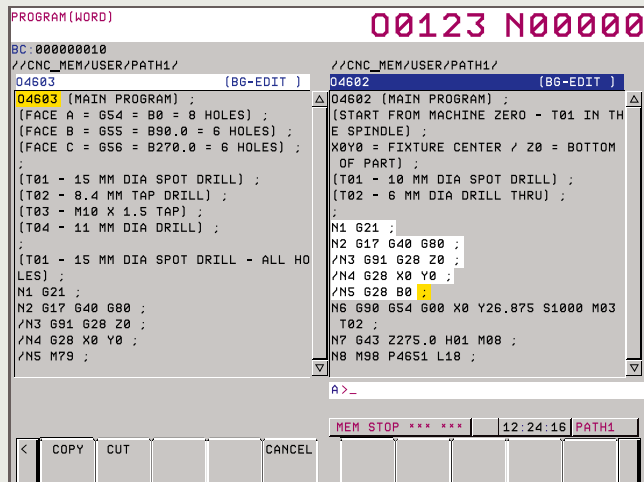 PROGRAM(WORD)
O0123 N00000
BC:000000010
//CNC_MEM/USER/PATH1/
O4603 (BG-EDIT )
O4603 (MAIN PROGRAM) ;
(FACE A = G54 = B0 = 8 HOLES) ;
(FACE B = G55 = B90.0 = 6 HOLES) ;
(FACE C = G56 = B270.0 = 6 HOLES) ;
;
(T01 - 15 MM DIA SPOT DRILL) ;
(T02 - 8.4 MM TAP DRILL) ;
(T03 - M10 X 1.5 TAP) ;
(T04 - 11 MM DIA DRILL) ;
;
(T01 - 15 MM DIA SPOT DRILL - ALL HO
LES) ;
N1 G21 ;
N2 G17 G40 G80 ;
/N3 G91 G28 Z0 ;
/N4 G28 X0 Y0 ;
/N5 M79 ;
//CNC_MEM/USER/PATH1/
O4602 (BG-EDIT )
O4602 (MAIN PROGRAM) ;
(START FROM MACHINE ZERO - T01 IN TH
E SPINDLE) ;
X0Y0 = FIXTURE CENTER / Z0 = BOTTOM
OF PART) ;
(T01 - 10 MM DIA SPOT DRILL) ;
(T02 - 6 MM DIA DRILL THRU) ;
;
N1 G21 ;
N2 G17 G40 G80 ;
/N3 G91 G28 Z0 ;
/N4 G28 X0 Y0 ;
/N5 G28 B0 ;
N6 G90 G54 G00 X0 Y26.875 S1000 M03
T02 ;
N7 G43 Z275.0 H01 M08 ;
N8 M98 P4651 L18 ;
A>_
MEM STOP *** *** 12:24:16 PATH1
< COPY CUT CANCEL